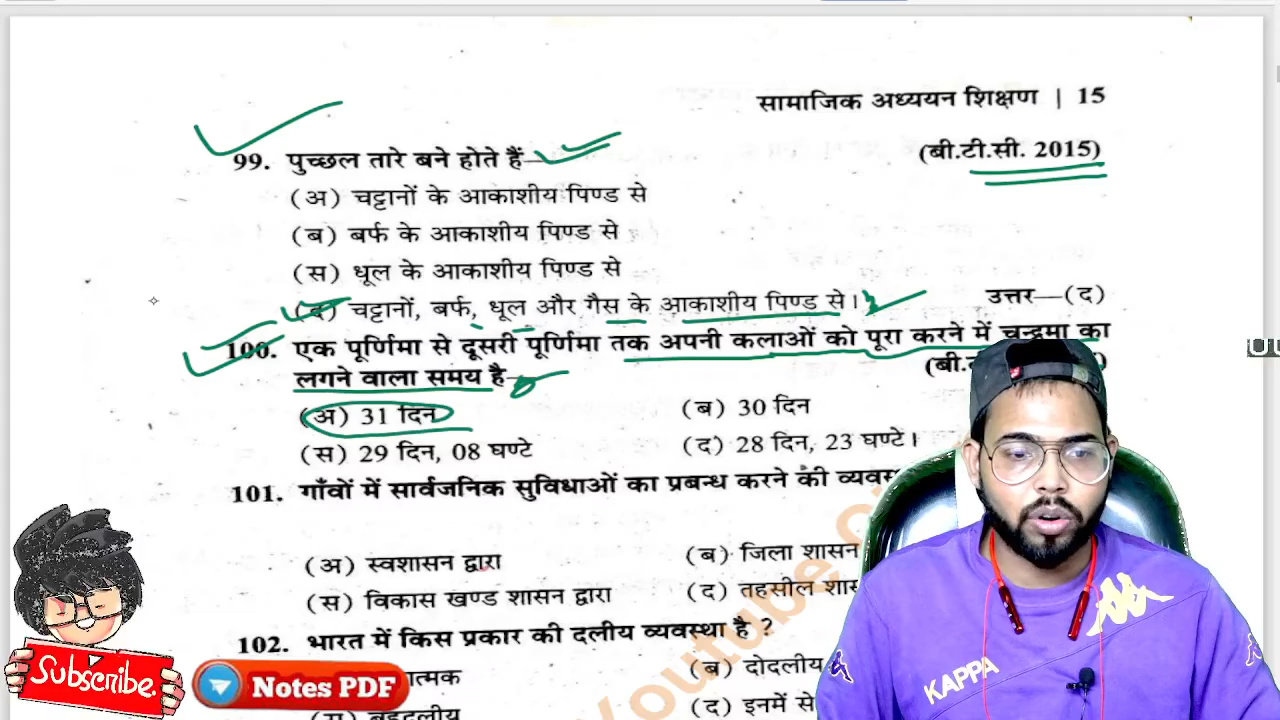 सामाजिक अध्ययन शिक्षण | 15
99. पुच्छल तारे बने होते हैं— (बी.टी.सी. 2015)
(अ) चट्टानों के आकाशीय पिण्ड से
(ब) बर्फ के आकाशीय पिण्ड से
(स) धूल के आकाशीय पिण्ड से
(द) चट्टानों, बर्फ, धूल और गैस के आकाशीय पिण्ड से। उत्तर—(द)
100. एक पूर्णिमा से दूसरी पूर्णिमा तक अपनी कलाओं को पूरा करने में चन्द्रमा का
लगने वाला समय है—
(अ) 31 दिन (ब) 30 दिन
(स) 29 दिन, 08 घण्टे (द) 28 दिन, 23 घण्टे।
101. गाँवों में सार्वजनिक सुविधाओं का प्रबन्ध करने की
(अ) स्वशासन द्वारा (ब) जिला शासन
(स) विकास खण्ड शासन द्वारा (द) तहसील
102. भारत में किस प्रकार की दलीय व्यवस्था है ?
(ब) दोदलीय
(द) इनमें से
Youtube
KAPPA
Subscribe.
Notes PDF